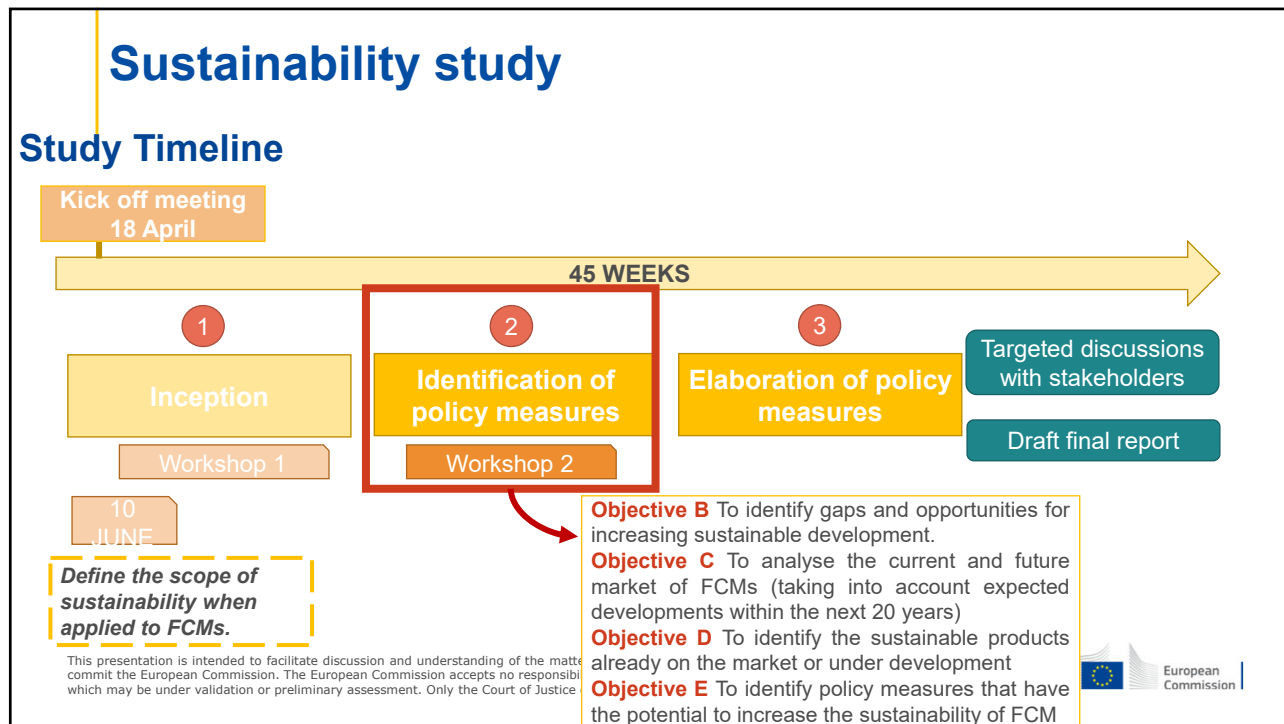 Sustainability study
Study Timeline
Kick off meeting
18 April
45 WEEKS
1
2
3
Inception
Identification of
policy measures
Elaboration of policy
measures
Targeted discussions
with stakeholders
Draft final report
Workshop 1
Workshop 2
10
JUNE
Define the scope of
sustainability when
applied to FCMs.
Objective B To identify gaps and opportunities for
increasing sustainable development.
Objective C To analyse the current and future
market of FCMs (taking into account expected
developments within the next 20 years)
Objective D To identify the sustainable products
already on the market or under development
Objective E To identify policy measures that have
the potential to increase the sustainability of FCM
This presentation is intended to facilitate discussion and understanding of the matte
commit the European Commission. The European Commission accepts no responsibi
which may be under validation or preliminary assessment. Only the Court of Justice
European
Commission